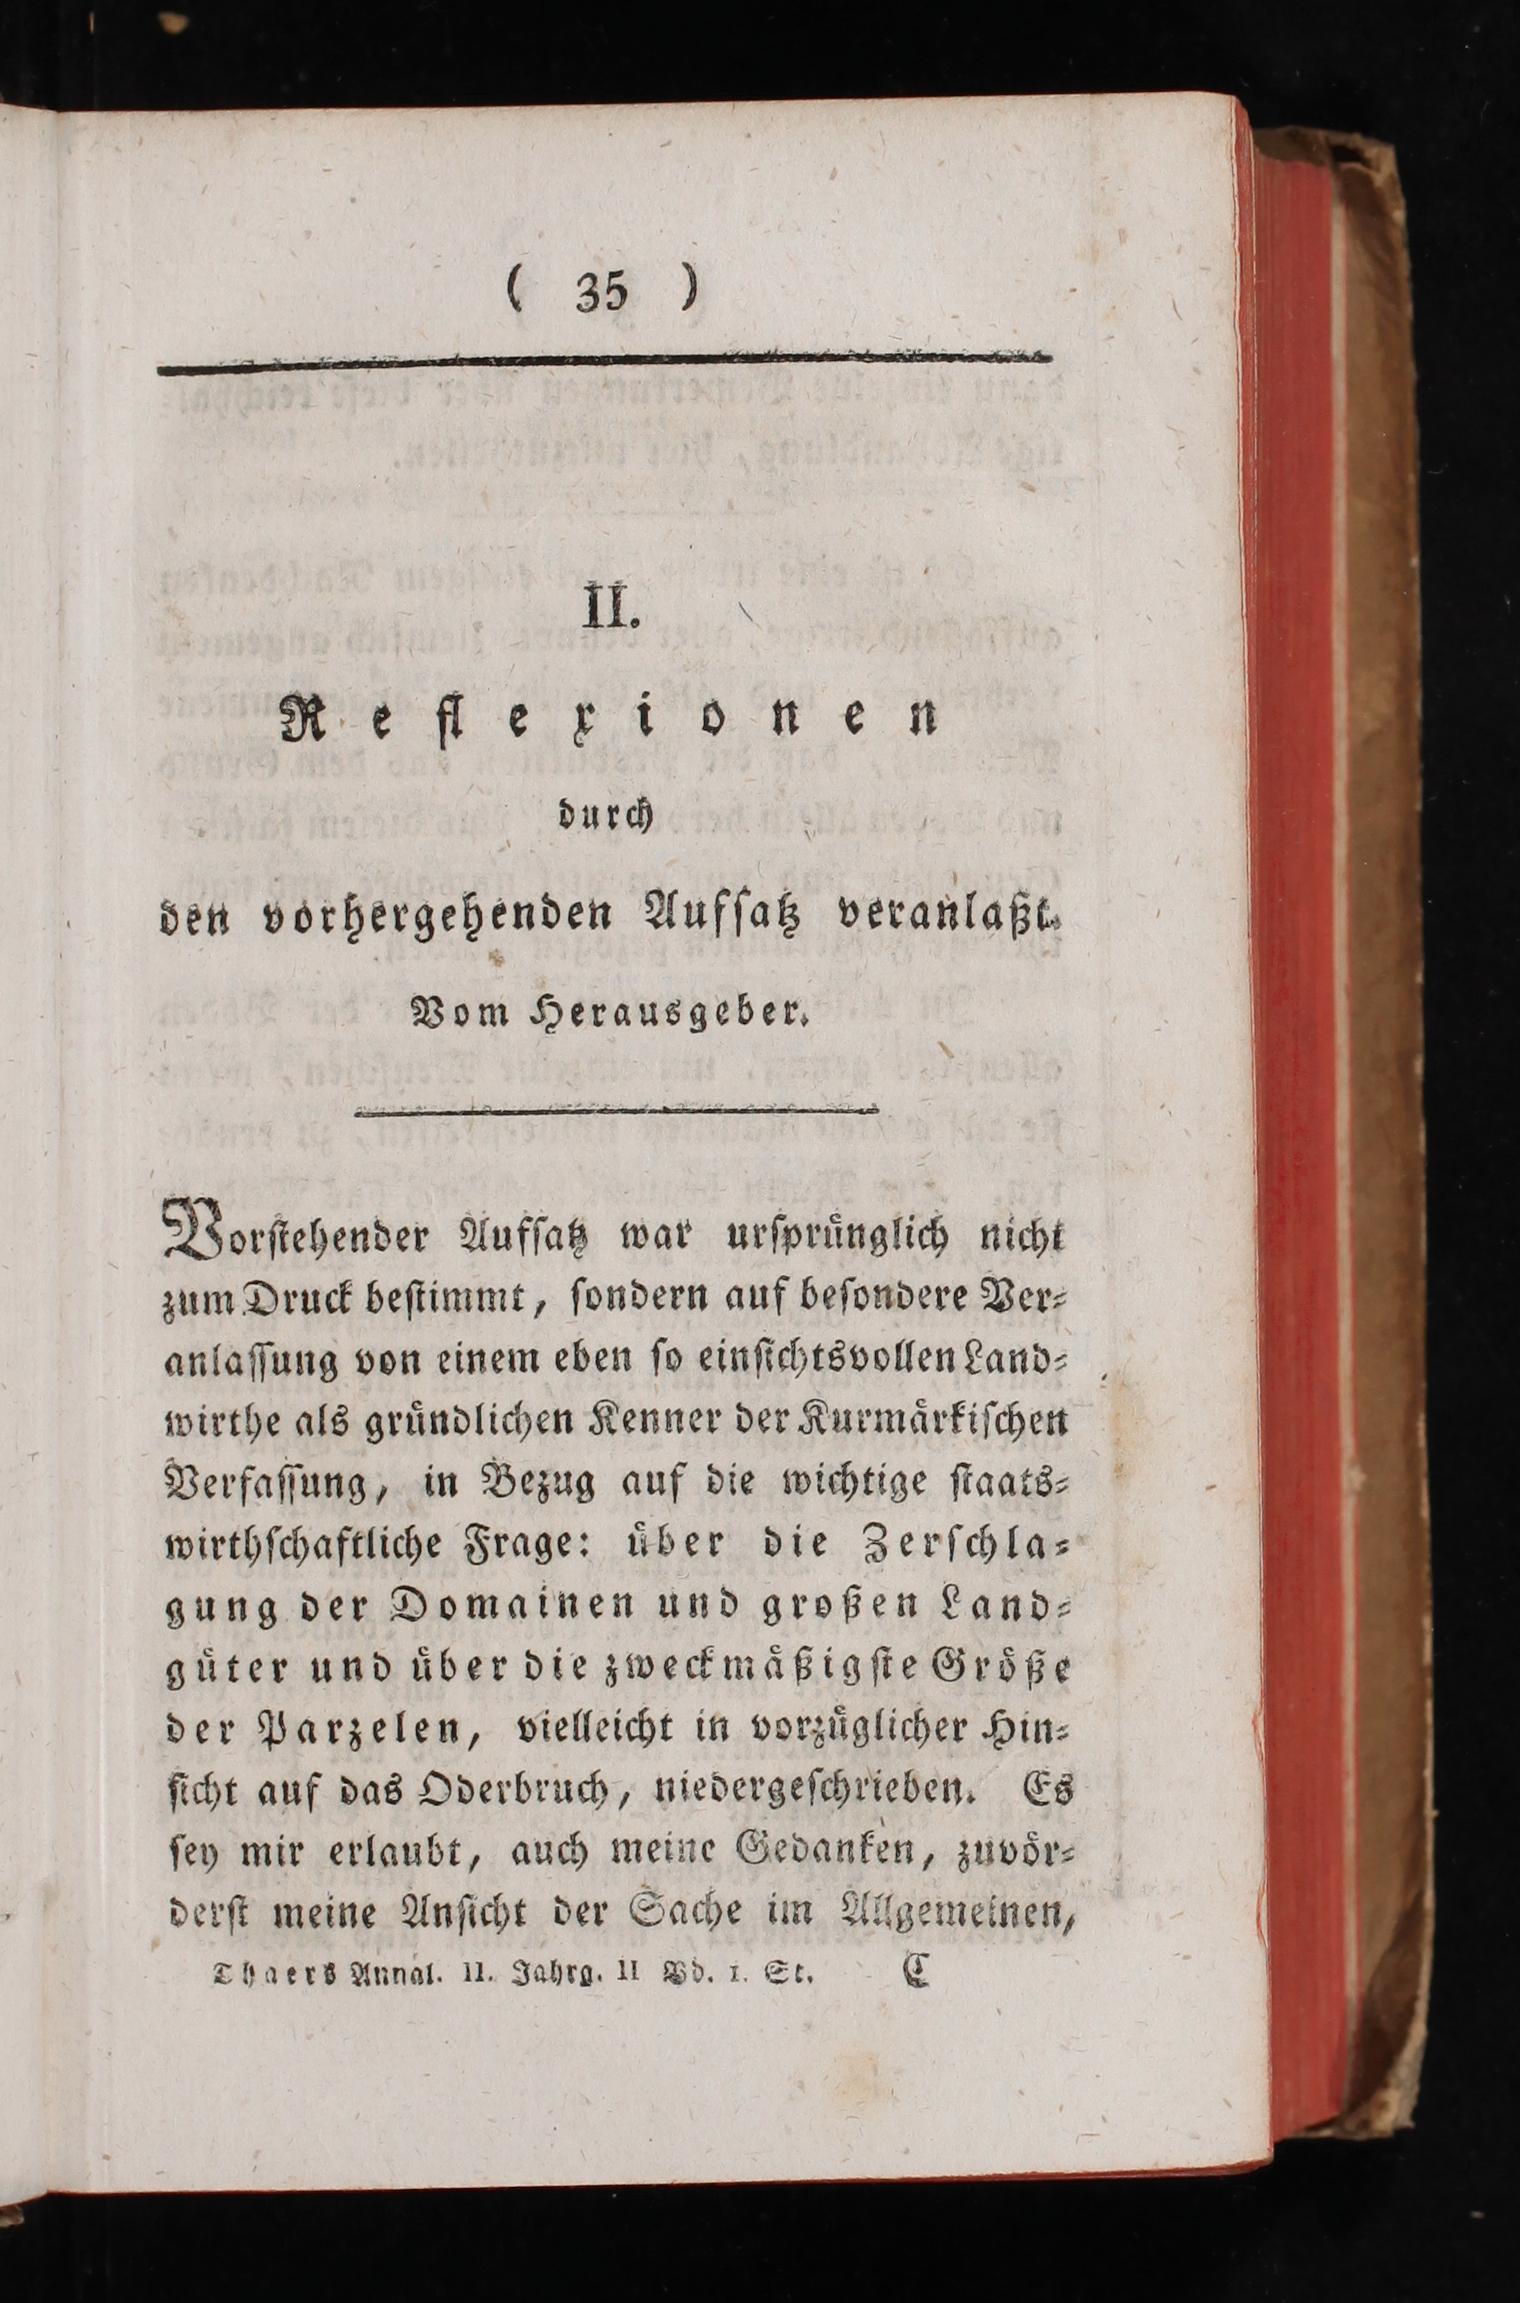 ( 35 )
II.
Reflexionen
durch
den vorhergehenden Aufsatz veranlaßt.
Vom Herausgeber.
Vorstehender Aufsatz war ursprünglich nicht
zum Druck bestimmt, sondern auf besondere Ver-
anlassung von einem eben so einsichtsvollen Land-
wirthe als gründlichen Kenner der Kurmärkischen
Verfassung, in Bezug auf die wichtige staats-
wirthschaftliche Frage: über die Zerschla-
gung der Domainen und großen Land-
güter und über die zweckmäßigste Größe
der Parzelen, vielleicht in vorzüglicher Hin-
sicht auf das Oderbruch, niedergeschrieben. Es
sey mir erlaubt, auch meine Gedanken, zuvör-
derst meine Ansicht der Sache im Allgemeinen,
Thaers Annal. II. Jahrg. II Bd. 1. St. C